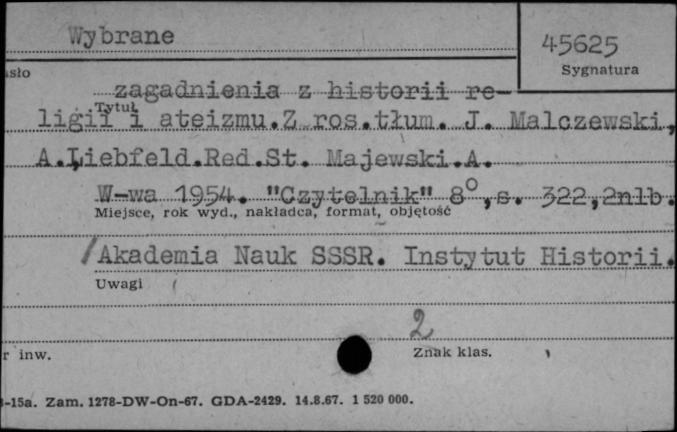 Wybrane
45625
Sygnatura
zagadnienia z historii re-
Tytuł
ligii i ateizmu.Z ros.tłum. J. Malczewski,
A.Liebfeld.Red.St. Majewski.A.
W-wa 1954. "Czytelnik" 8°,s. 322,2nlb.
Miejsce, rok wyd., nakładca, format, objętość
/Akademia Nauk SSSR. Instytut Historii.
Uwagi
2
r inw.
Znak klas.
-15a. Zam. 1278-DW-On-67. GDA-2429. 14.8.67. 1 520 000.